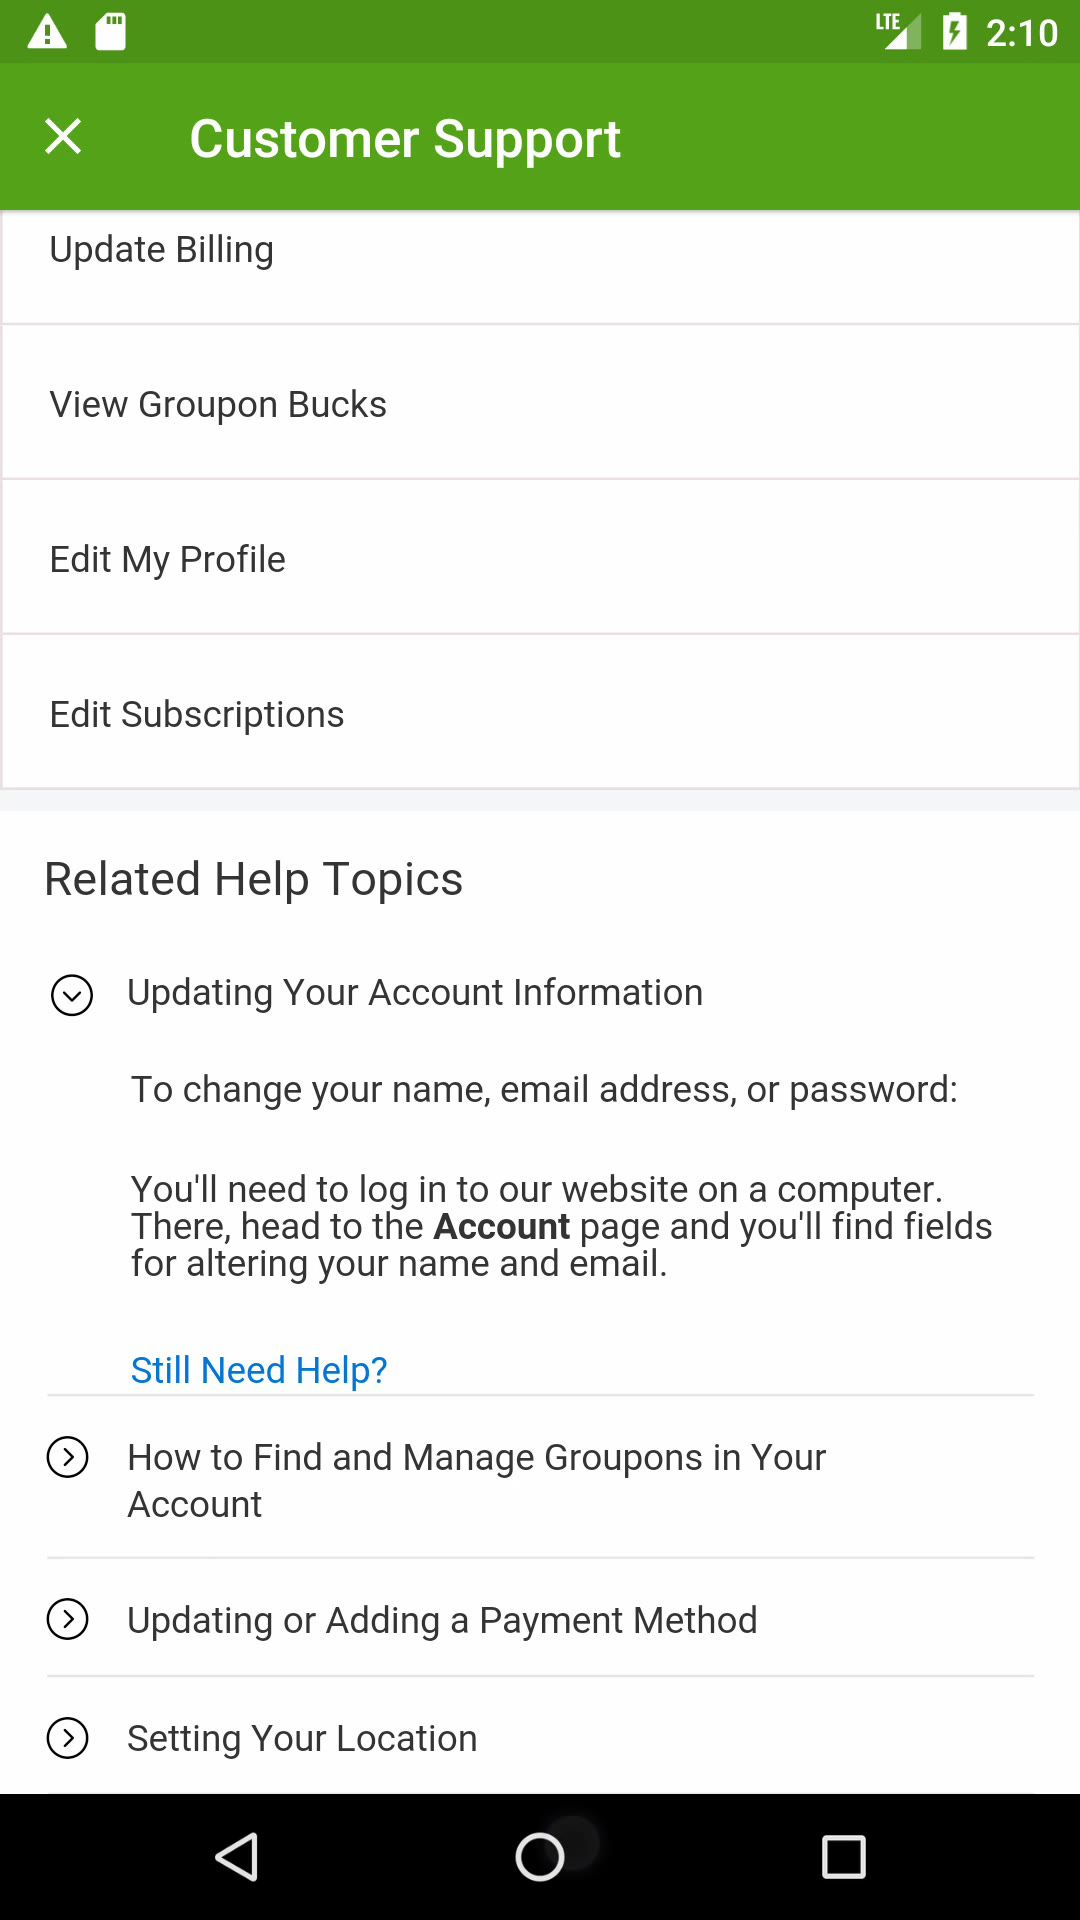 LTE 2:10
Customer Support
Update Billing
View Groupon Bucks
Edit My Profile
Edit Subscriptions
Related Help Topics
Updating Your Account Information
To change your name, email address, or password:
You'll need to log in to our website on a computer.
There, head to the Account page and you'll find fields
for altering your name and email.
Still Need Help?
How to Find and Manage Groupons in Your
Account
Updating or Adding a Payment Method
Setting Your Location